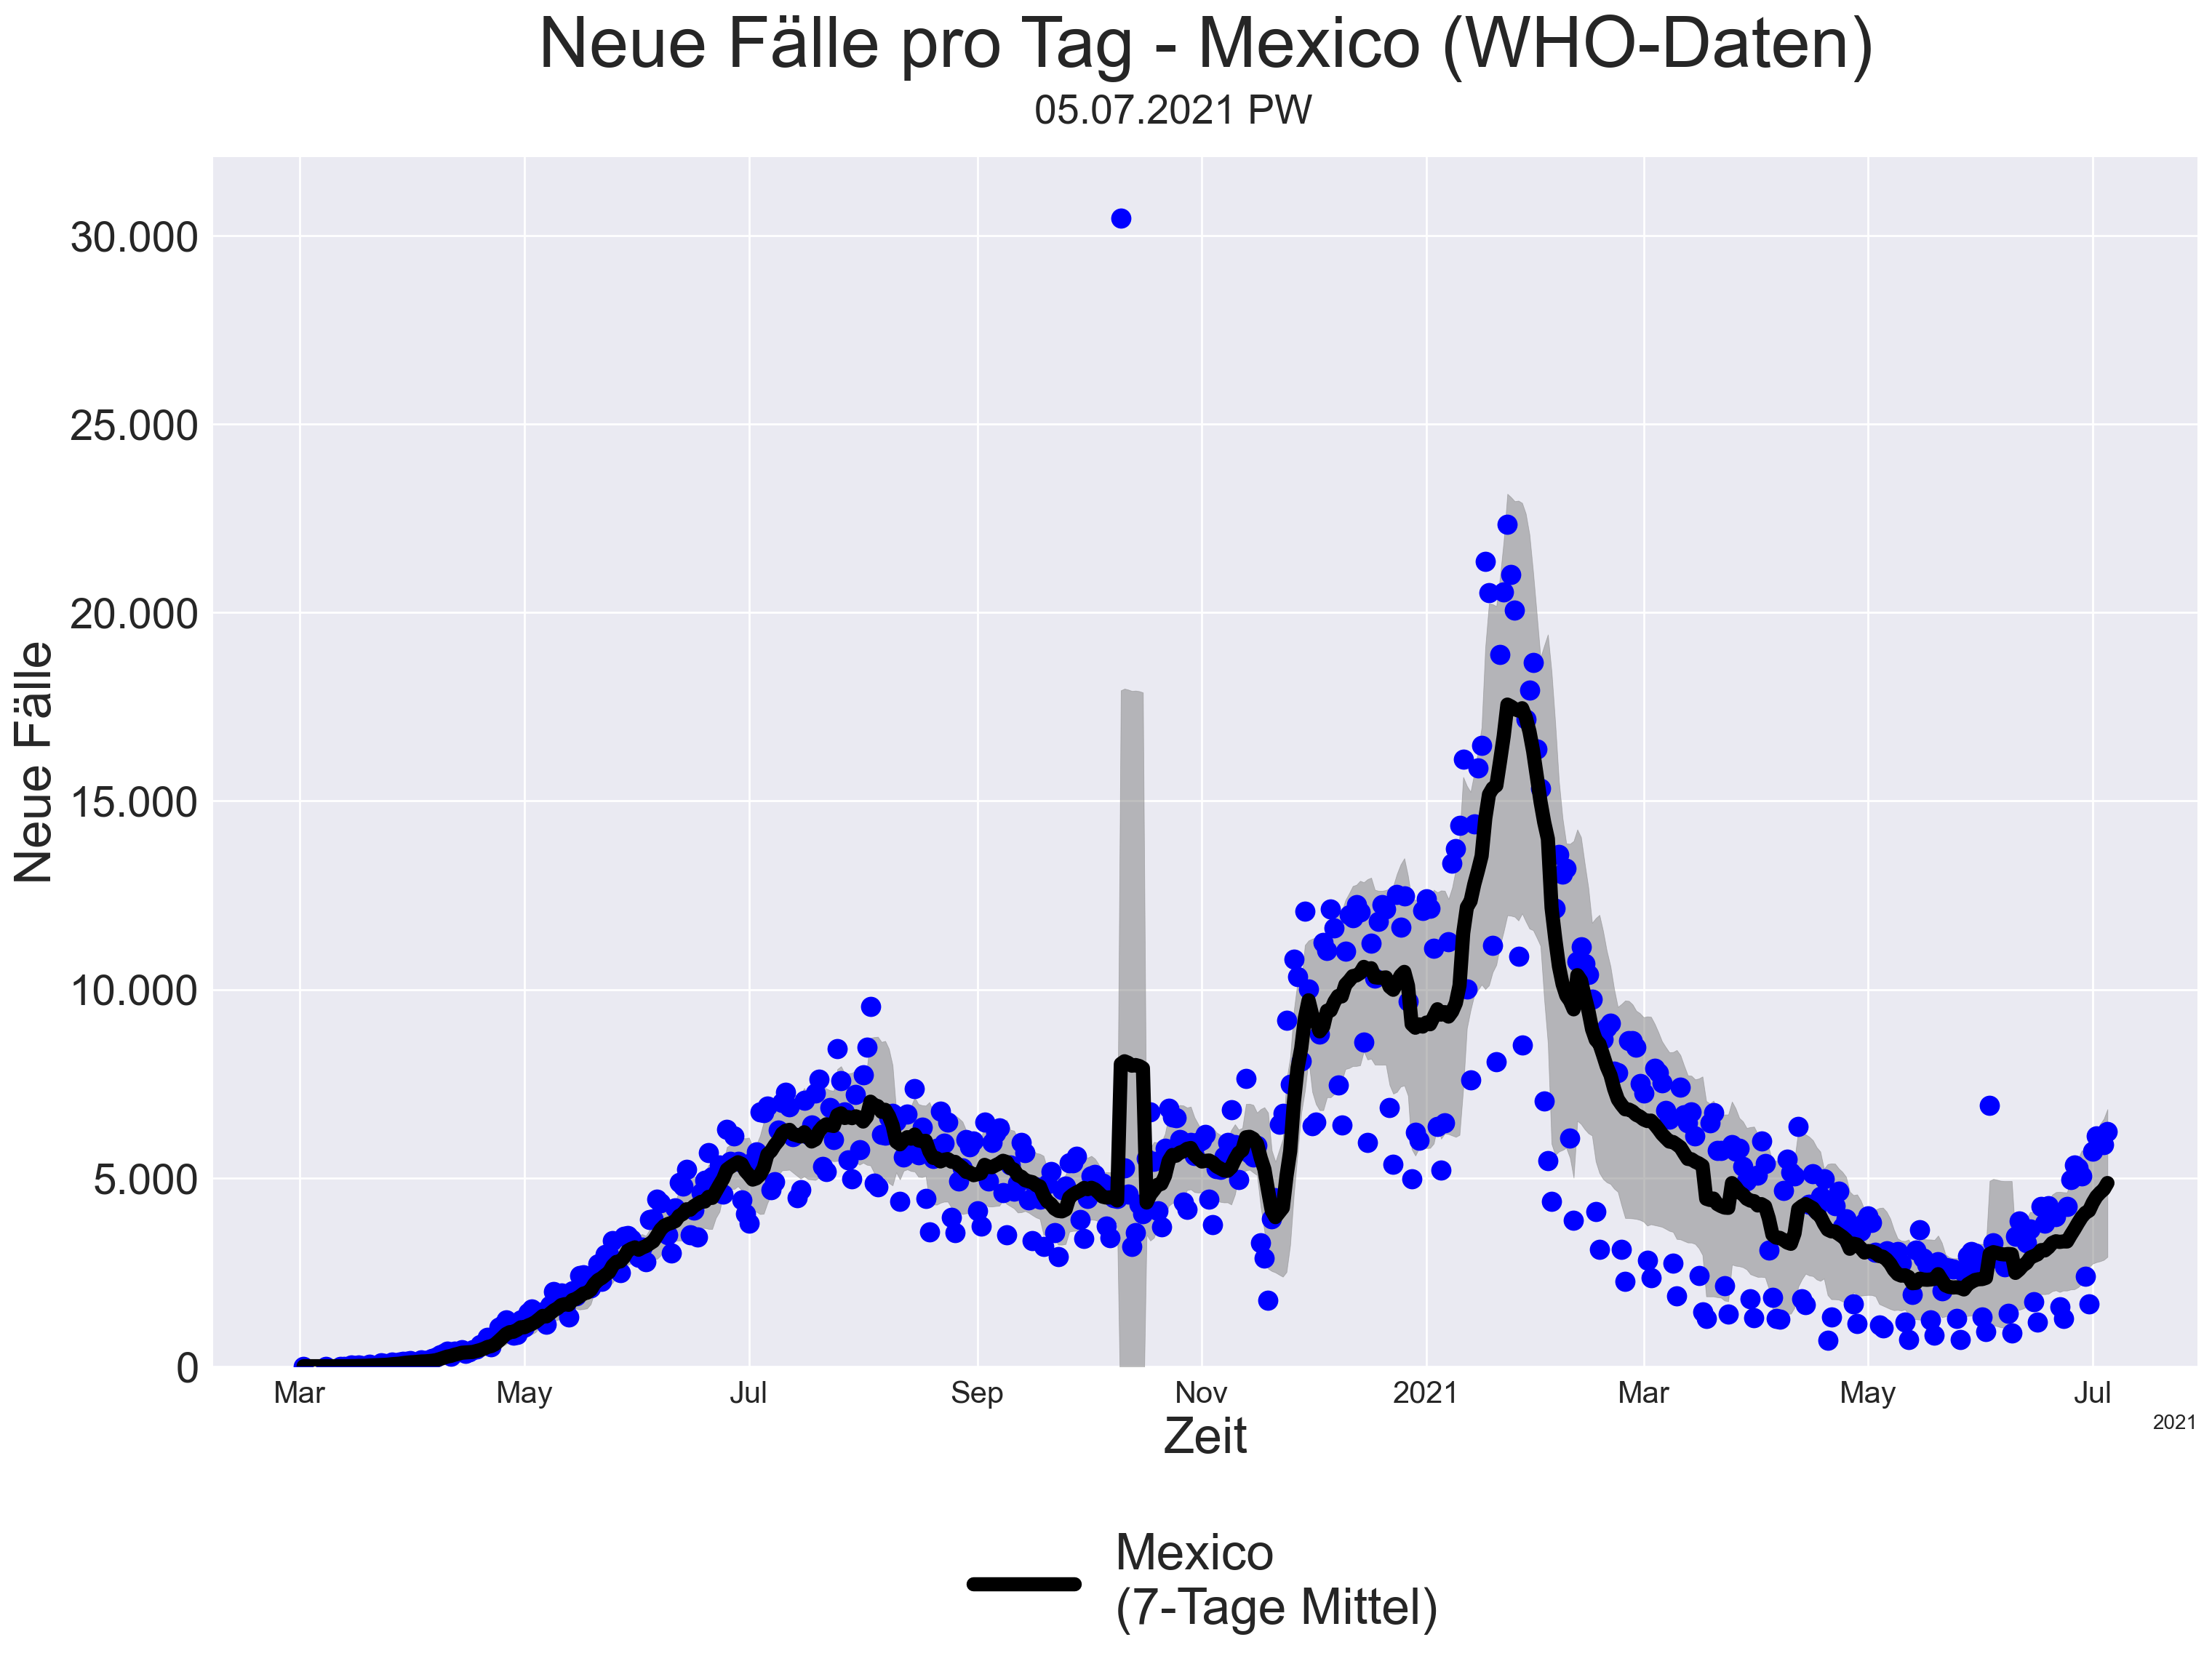 Neue Fälle pro Tag - Mexico (WHO-Daten)
05.07.2021 PW
30.000
25.000
20.000
15.000
10.000
5.000
0
Neue Fälle
Mar May Jul Sep Nov 2021 Mar May Jul
2021
Zeit
Mexico
(7-Tage Mittel)